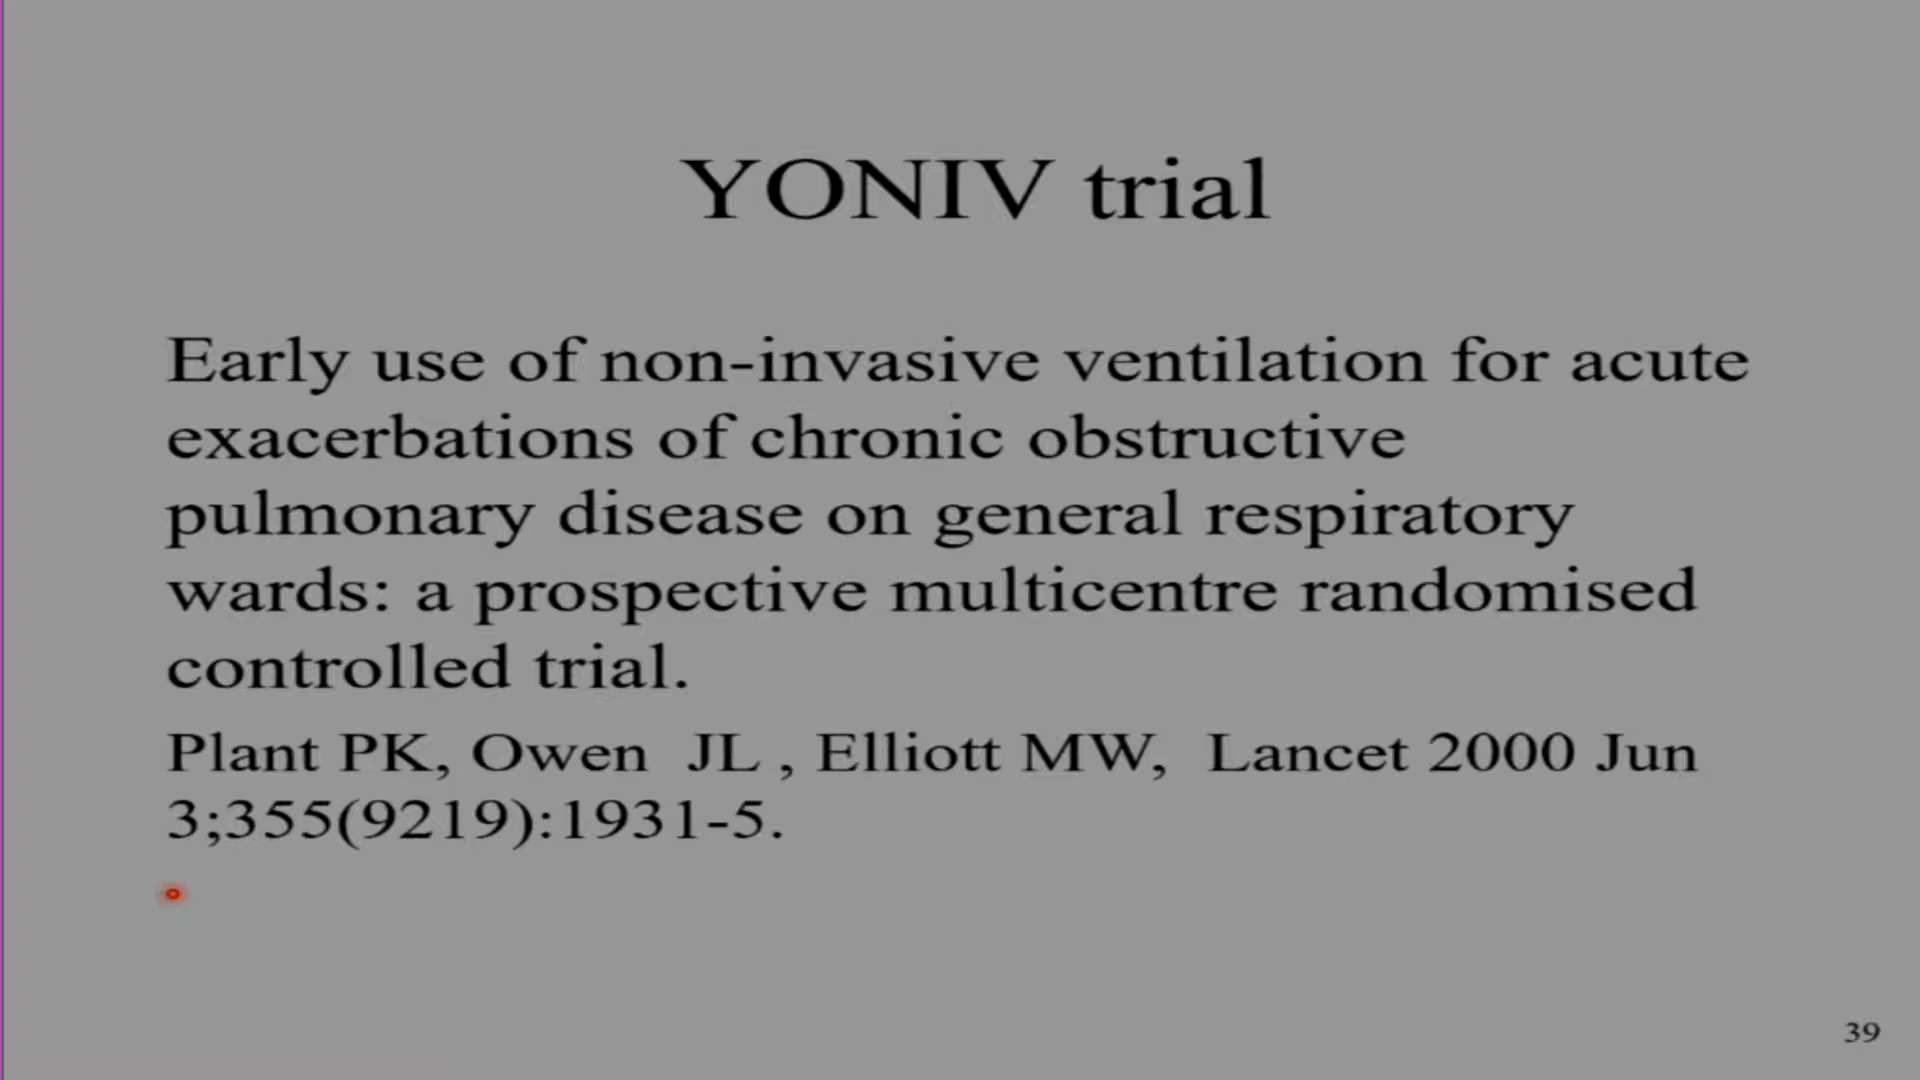 YONIV trial
Early use of non-invasive ventilation for acute
exacerbations of chronic obstructive
pulmonary disease on general respiratory
wards: a prospective multicentre randomised
controlled trial.
Plant PK, Owen JL , Elliott MW, Lancet 2000 Jun
3;355(9219):1931-5.
39